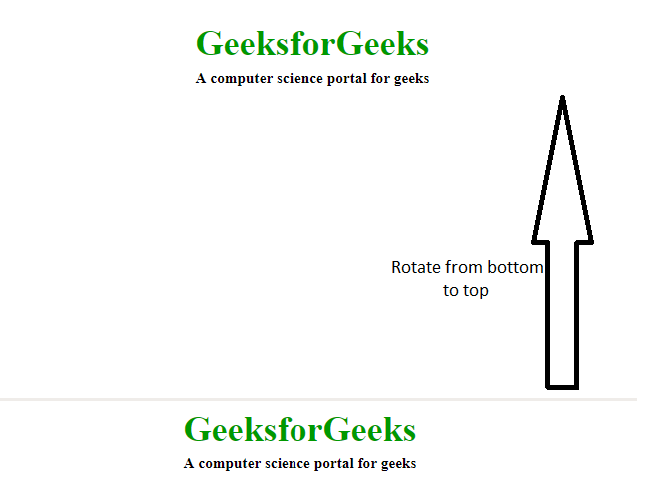 GeeksforGeeks
A computer science portal for geeks
Rotate from bottom
to top
GeeksforGeeks
A computer science portal for geeks